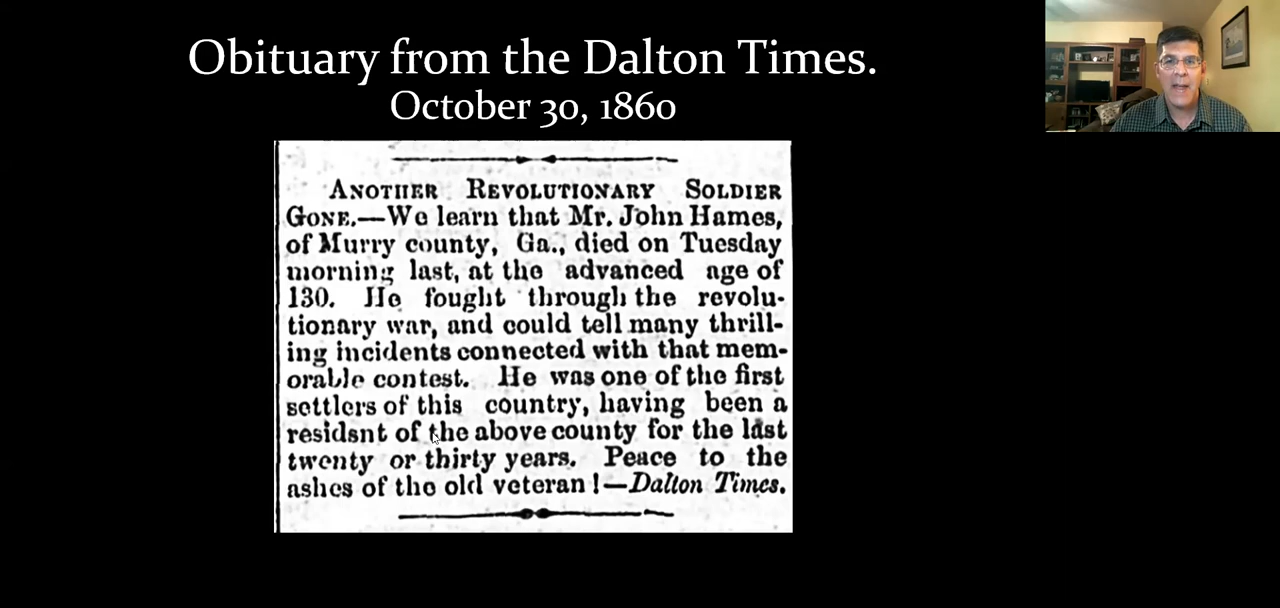 Obituary from the Dalton Times.
October 30, 1860
ANOTHER REVOLUTIONARY SOLDIER
GONE.—We learn that Mr. John Hames,
of Murry county, Ga., died on Tuesday
morning last, at the advanced age of
130. He fought through the revolu-
tionary war, and could tell many thrill-
ing incidents connected with that mem-
orable contest. He was one of the first
settlers of this country, having been a
residsnt of the above county for the last
twenty or thirty years. Peace to the
ashes of the old veteran!—Dalton Times.